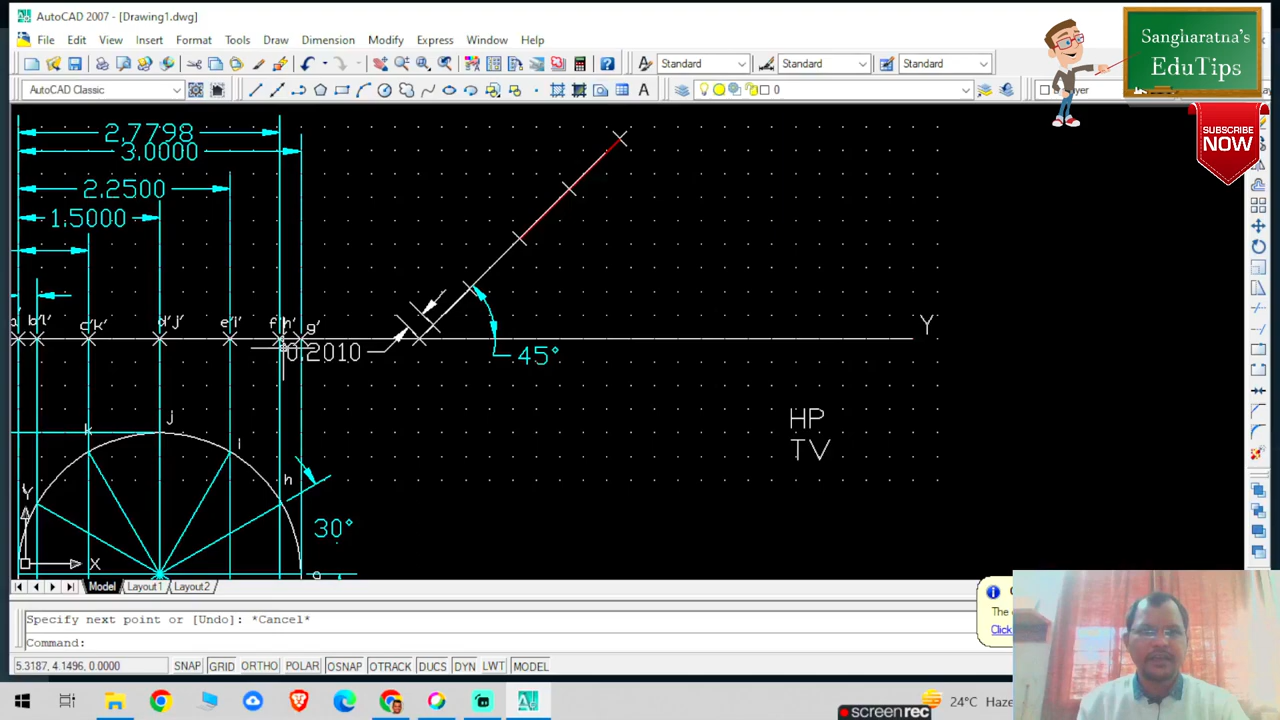 AutoCAD 2007 - [Drawing1.dwg]
File Edit View Insert Format Tools Draw Dimension Modify Express Window Help
Sangharatna's
EduTips
Standard Standard Standard
AutoCAD Classic
0
SUBSCRIBE
NOW
2.7798
3.0000
2.2500
1.5000
a' b'l' c'k' d'j' e'i' f'h' g'
0.2010
45°
Y
HP
TV
j
k
i
h
30°
g
Y
X
Model Layout1 Layout2
Specify next point or [Undo]: *Cancel*
Command:
The
Click
5.3187, 4.1496, 0.0000 SNAP GRID ORTHO POLAR OSNAP OTRACK DUCS DYN LWT MODEL
24°C Haze
screenrec